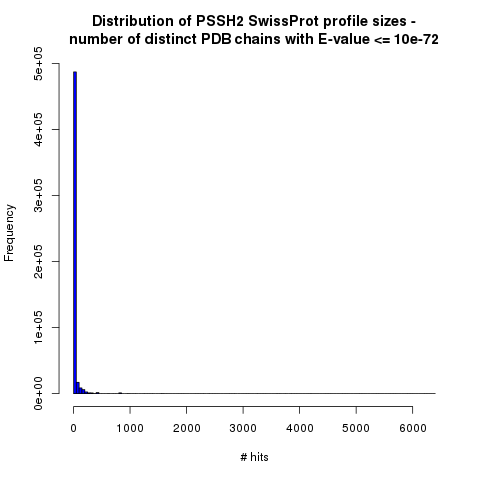 Distribution of PSSH2 SwissProt profile sizes -
number of distinct PDB chains with E-value <= 10e-72
5e+05
4e+05
3e+05
2e+05
1e+05
0e+00
Frequency
0 1000 2000 3000 4000 5000 6000
# hits